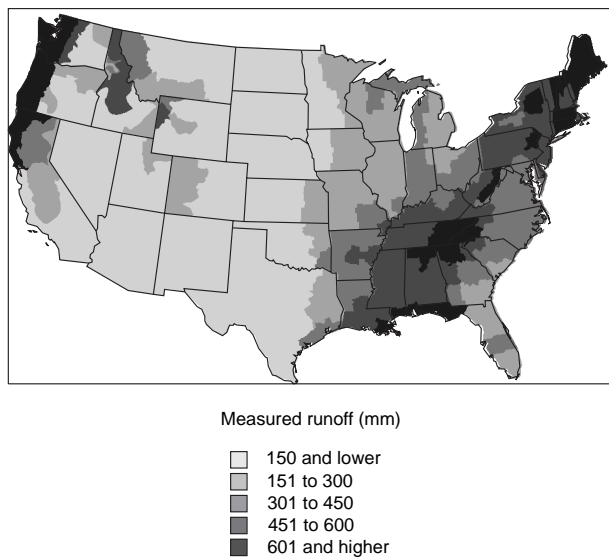 Measured runoff (mm)
150 and lower
151 to 300
301 to 450
451 to 600
601 and higher